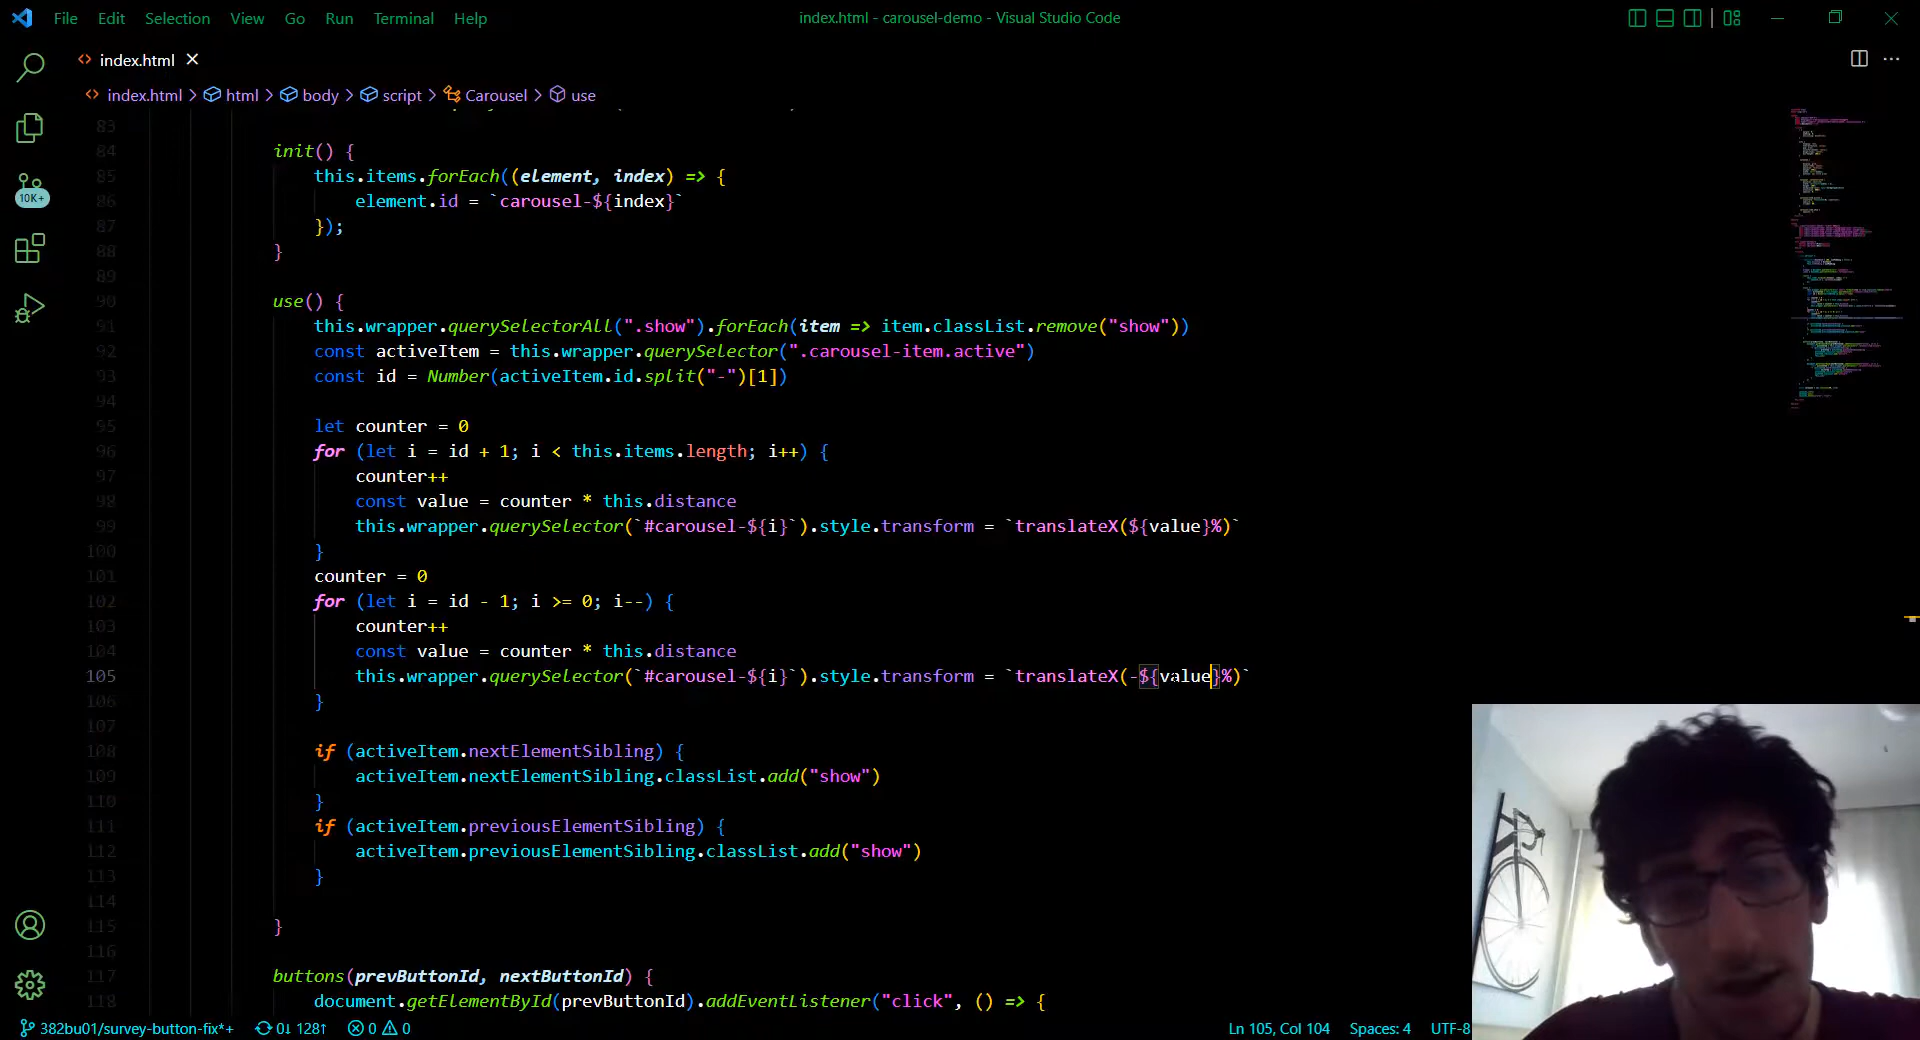 File Edit Selection View Go Run Terminal Help
index.html - carousel-demo - Visual Studio Code
index.html
index.html > html > body > script > Carousel > use
83
84 init() {
85 this.items.forEach((element, index) => {
86 element.id = `carousel-${index}`
87 });
88 }
89
90 use() {
91 this.wrapper.querySelectorAll(".show").forEach(item => item.classList.remove("show"))
92 const activeItem = this.wrapper.querySelector(".carousel-item.active")
93 const id = Number(activeItem.id.split("-")[1])
94
95 let counter = 0
96 for (let i = id + 1; i < this.items.length; i++) {
97 counter++
98 const value = counter * this.distance
99 this.wrapper.querySelector(`#carousel-${i}`).style.transform = `translateX(${value}%)`
100 }
101 counter = 0
102 for (let i = id - 1; i >= 0; i--) {
103 counter++
104 const value = counter * this.distance
105 this.wrapper.querySelector(`#carousel-${i}`).style.transform = `translateX(-${value}%)`
106 }
107
108 if (activeItem.nextElementSibling) {
109 activeItem.nextElementSibling.classList.add("show")
110 }
111 if (activeItem.previousElementSibling) {
112 activeItem.previousElementSibling.classList.add("show")
113 }
114
115 }
116
117 buttons(prevButtonId, nextButtonId) {
118 document.getElementById(prevButtonId).addEventListener("click", () => {
10K+
382bu01/survey-button-fix*+ 0↓ 128↑ 0 0
Ln 105, Col 104 Spaces: 4 UTF-8